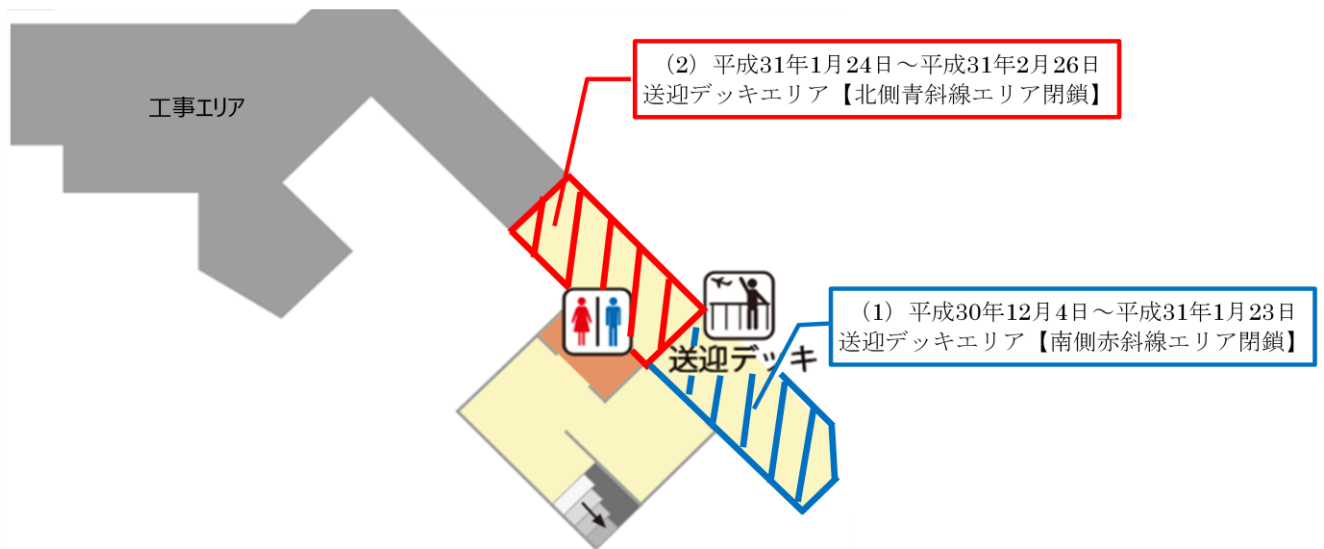 (2) 平成31年1月24日～平成31年2月26日
送迎デッキエリア【北側青斜線エリア閉鎖】
工事エリア
(1) 平成30年12月4日～平成31年1月23日
送迎デッキエリア【南側赤斜線エリア閉鎖】
送迎デッキ